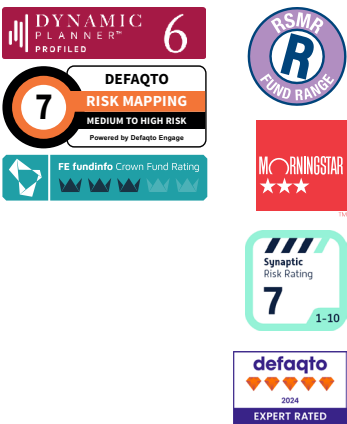 DYNAMIC
PLANNER™
PROFILED
6
DEFAQTO
7
RISK MAPPING
MEDIUM TO HIGH RISK
Powered by Defaqto Engage
FE fundinfo Crown Fund Rating
RSMR
R
FUND RANGE
MORNINGSTAR
TM
Synaptic
Risk Rating
7
1-10
defaqto
2024
EXPERT RATED